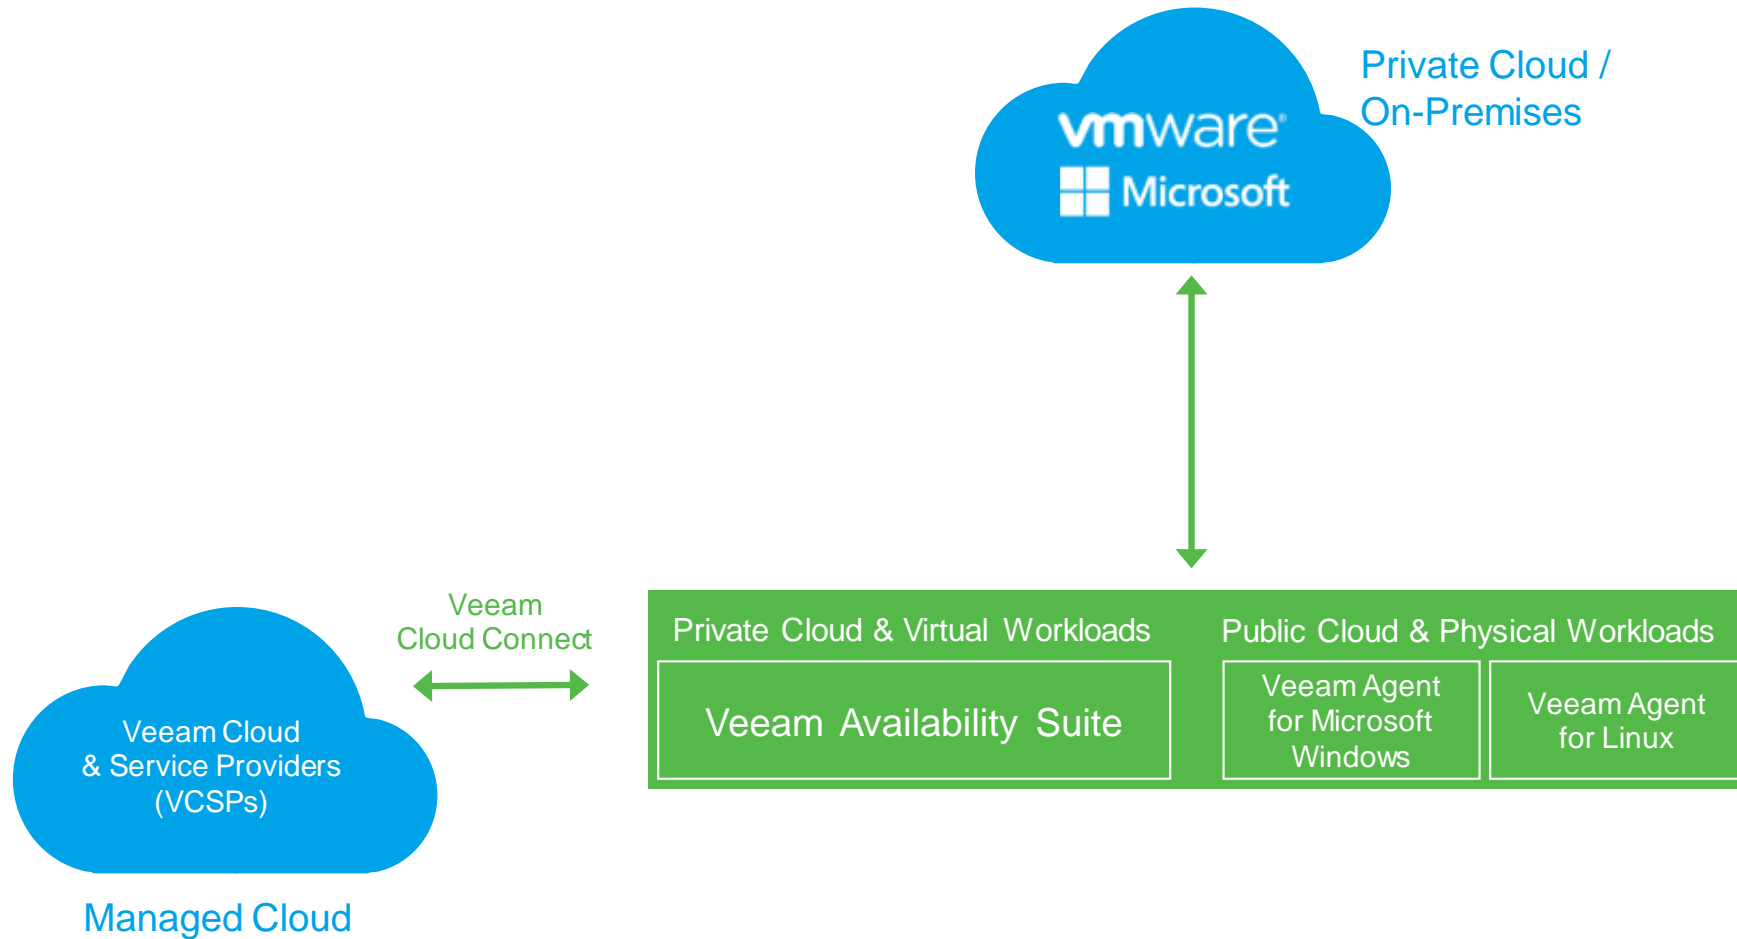 Private Cloud /
On-Premises
vmware®
Microsoft
Veeam
Cloud Connect
Private Cloud & Virtual Workloads
Public Cloud & Physical Workloads
Veeam Availability Suite
Veeam Agent
for Microsoft
Windows
Veeam Agent
for Linux
Veeam Cloud
& Service Providers
(VCSPs)
Managed Cloud